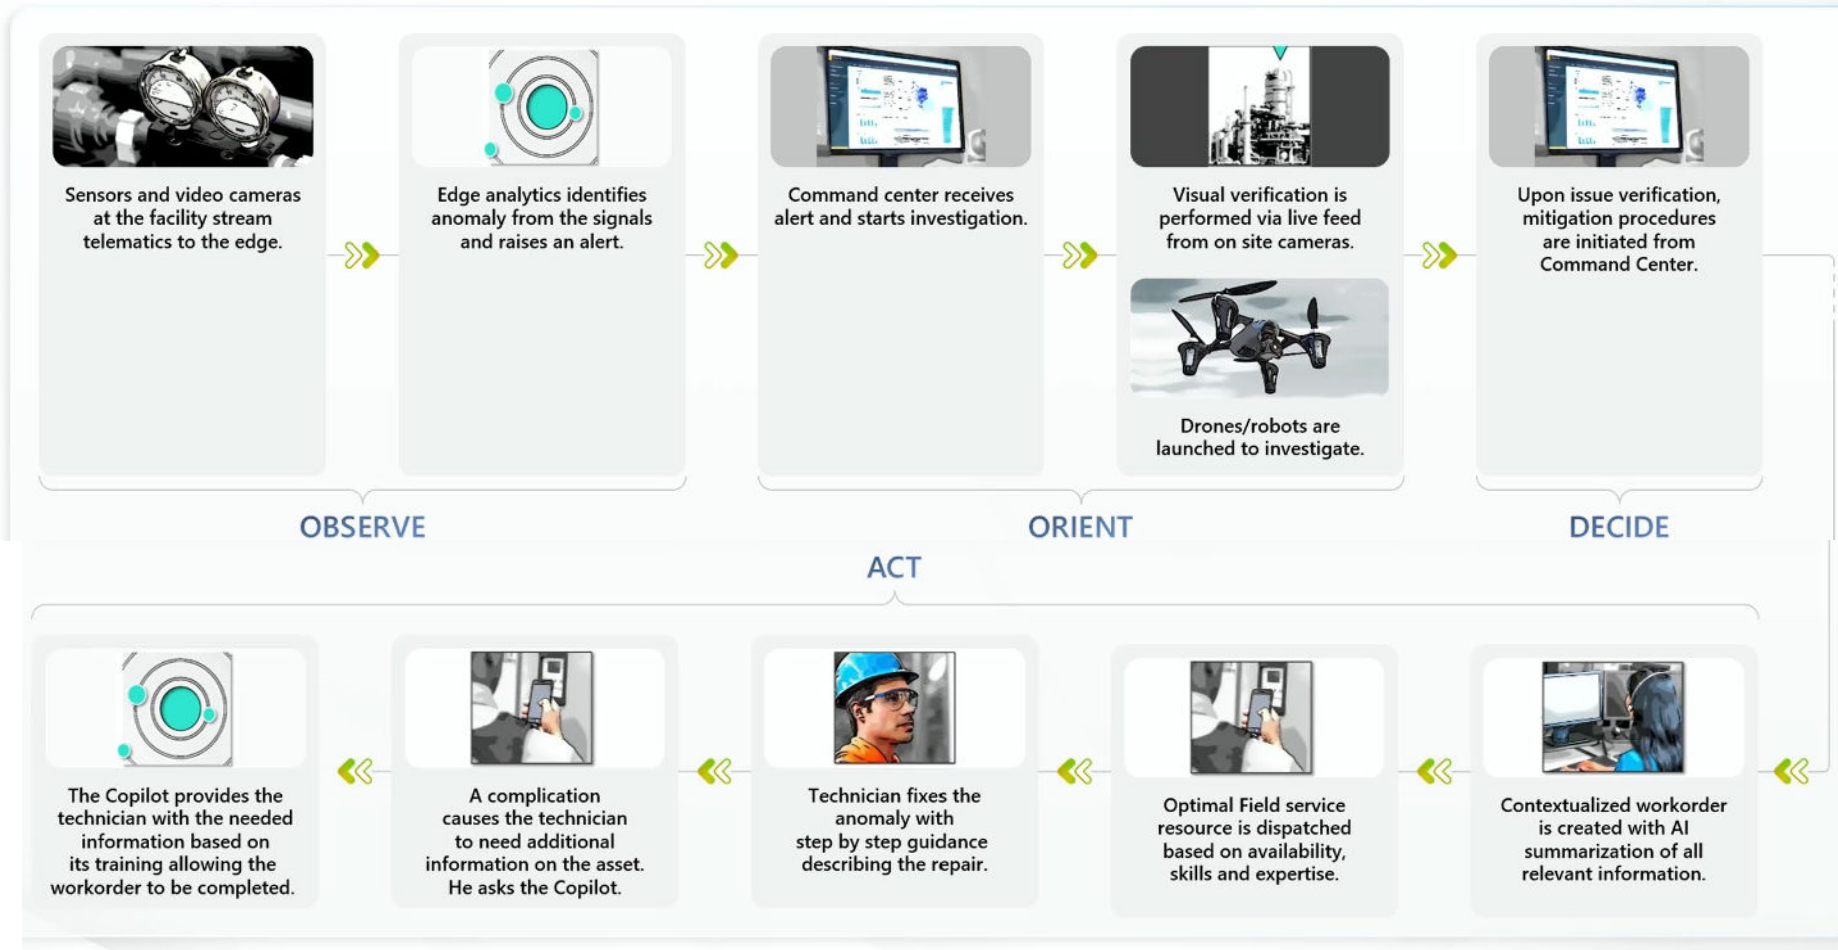 Sensors and video cameras
at the facility stream
telematics to the edge.
Edge analytics identifies
anomaly from the signals
and raises an alert.
Command center receives
alert and starts investigation.
Visual verification is
performed via live feed
from on site cameras.
Drones/robots are
launched to investigate.
Upon issue verification,
mitigation procedures
are initiated from
Command Center.
OBSERVE
ORIENT
DECIDE
ACT
Contextualized workorder
is created with AI
summarization of all
relevant information.
Optimal Field service
resource is dispatched
based on availability,
skills and expertise.
Technician fixes the
anomaly with
step by step guidance
describing the repair.
A complication
causes the technician
to need additional
information on the asset.
He asks the Copilot.
The Copilot provides the
technician with the needed
information based on
its training allowing the
workorder to be completed.